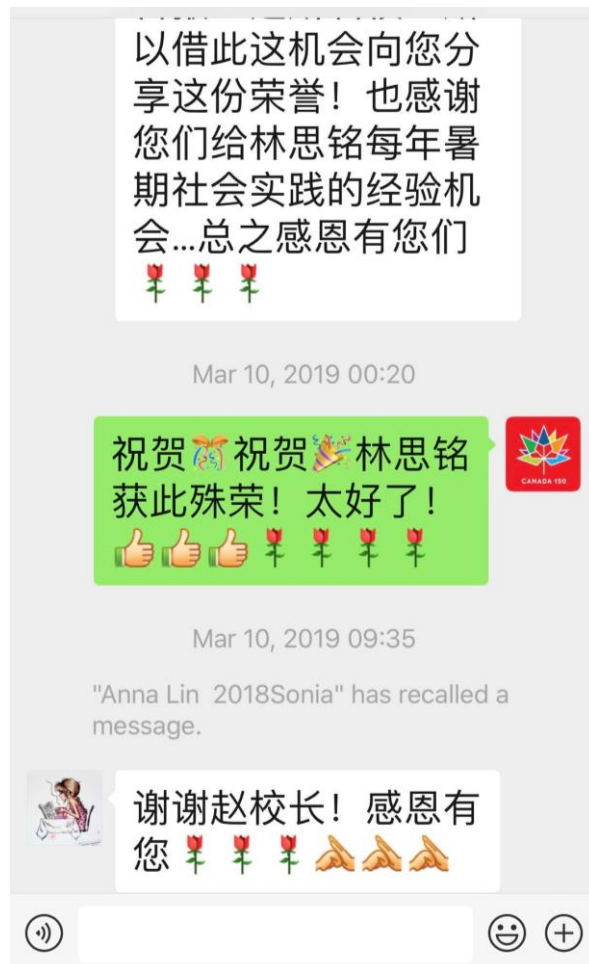 以借此这机会向您分
享这份荣誉！也感谢
您们给林思铭每年暑
期社会实践的经验机
会...总之感恩有您们
🌹🌹🌹
Mar 10, 2019 00:20
祝贺🎊祝贺🎉林思铭
获此殊荣！太好了！
👍👍👍🌹🌹🌹🌹
CANADA 150
Mar 10, 2019 09:35
"Anna Lin 2018Sonia" has recalled a
message.
谢谢赵校长！感恩有
您🌹🌹🌹🙏🙏🙏